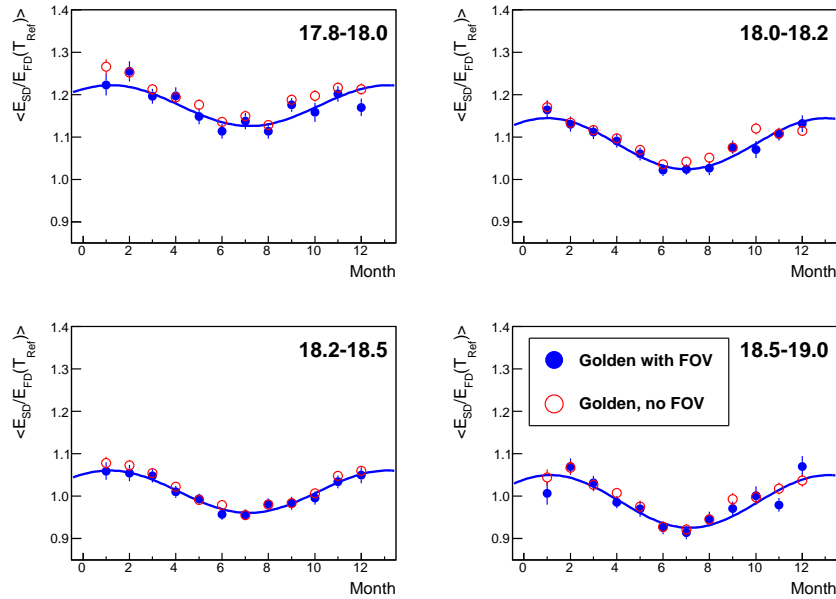 1.4
17.8-18.0
1.3
1.2
1.1
1.0
0.9
<E_SD/E_FD(T_Ref)>
0 2 4 6 8 10 12
Month
1.4
18.0-18.2
1.3
1.2
1.1
1.0
0.9
<E_SD/E_FD(T_Ref)>
0 2 4 6 8 10 12
Month
1.4
18.2-18.5
1.3
1.2
1.1
1.0
0.9
<E_SD/E_FD(T_Ref)>
0 2 4 6 8 10 12
Month
1.4
18.5-19.0
Golden with FOV
Golden, no FOV
1.3
1.2
1.1
1.0
0.9
<E_SD/E_FD(T_Ref)>
0 2 4 6 8 10 12
Month